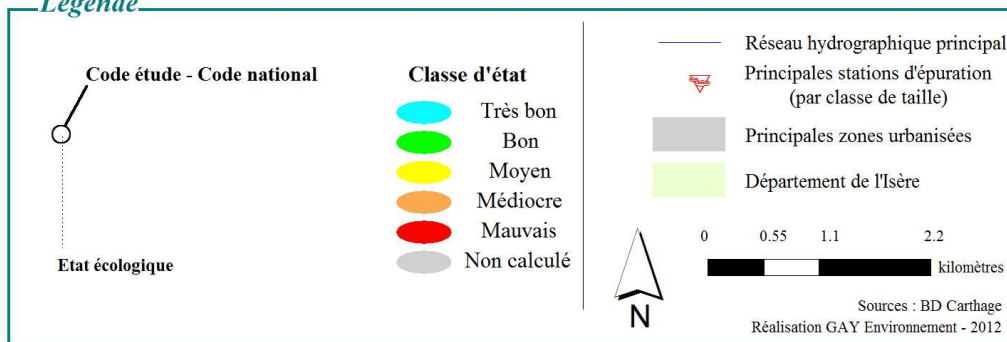 Légende
Code étude - Code national
Etat écologique
Classe d'état
Très bon
Bon
Moyen
Médiocre
Mauvais
Non calculé
Réseau hydrographique principal
Principales stations d'épuration
(par classe de taille)
Principales zones urbanisées
Département de l'Isère
0 0.55 1.1 2.2
kilomètres
N
Sources : BD Carthage
Réalisation GAY Environnement - 2012